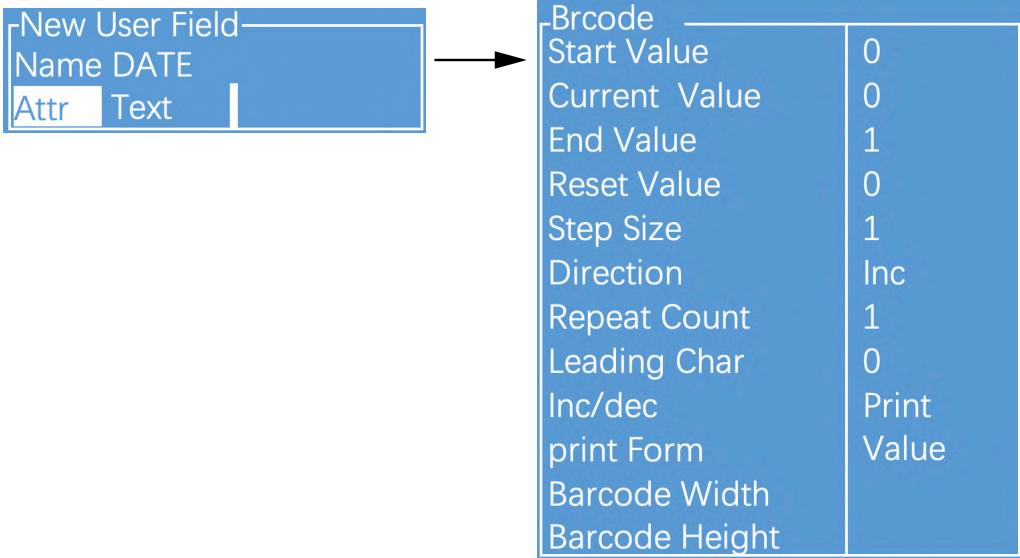 New User Field
Name DATE
Attr Text
Brcode
Start Value 0
Current Value 0
End Value 1
Reset Value 0
Step Size 1
Direction Inc
Repeat Count 1
Leading Char 0
Inc/dec Print
print Form Value
Barcode Width
Barcode Height